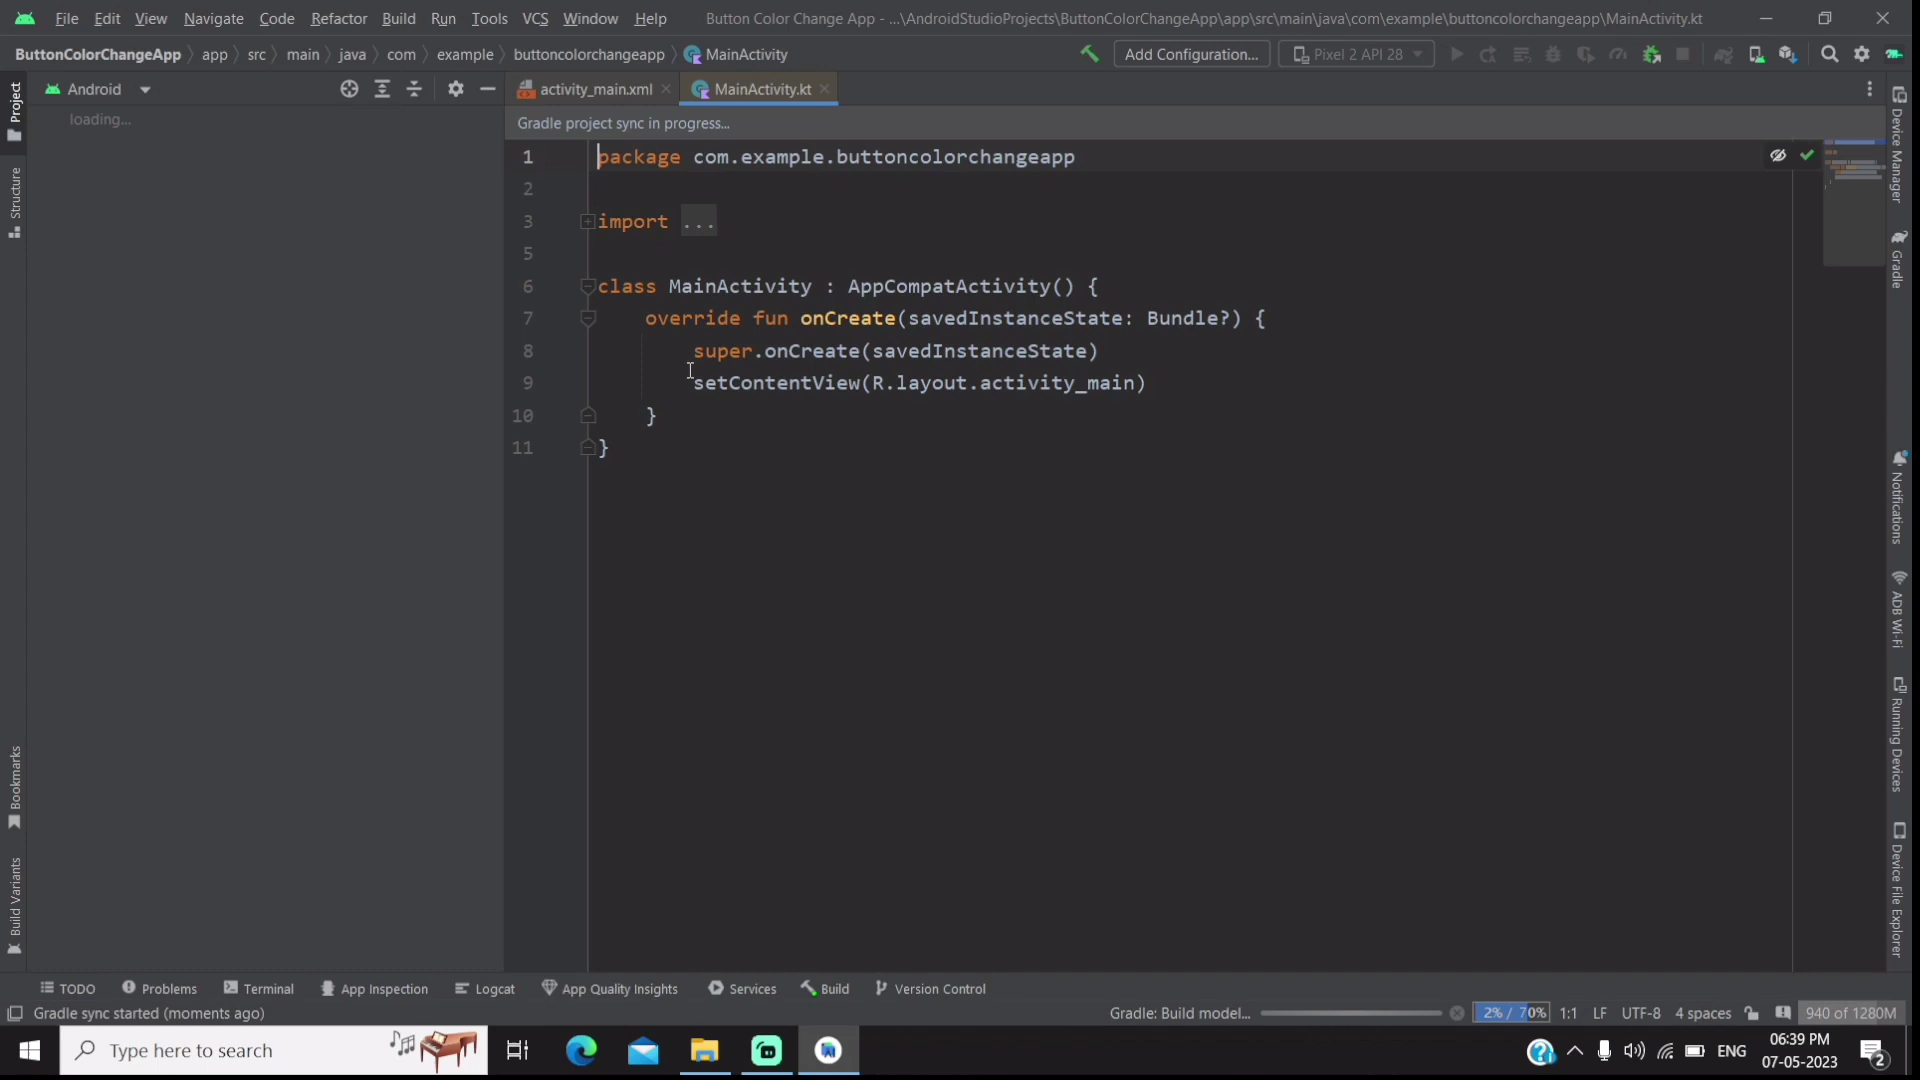 File Edit View Navigate Code Refactor Build Run Tools VCS Window Help Button Color Change App - ...\AndroidStudioProjects\ButtonColorChangeApp\app\src\main\java\com\example\buttoncolorchangeapp\MainActivity.kt
ButtonColorChangeApp app src main java com example buttoncolorchangeapp MainActivity Add Configuration... Pixel 2 API 28
Project
Structure
Bookmarks
Build Variants
Android
loading...
activity_main.xml MainActivity.kt
Gradle project sync in progress...
1 package com.example.buttoncolorchangeapp
2
3 import ...
5
6 class MainActivity : AppCompatActivity() {
7 override fun onCreate(savedInstanceState: Bundle?) {
8 super.onCreate(savedInstanceState)
9 setContentView(R.layout.activity_main)
10 }
11 }
Device Manager
Gradle
Notifications
ADB Wi-Fi
Running Devices
Device File Explorer
TODO Problems Terminal App Inspection Logcat App Quality Insights Services Build Version Control
Gradle sync started (moments ago) Gradle: Build model... 2% / 70% 1:1 LF UTF-8 4 spaces 940 of 1280M
Type here to search ENG 06:39 PM
07-05-2023 2